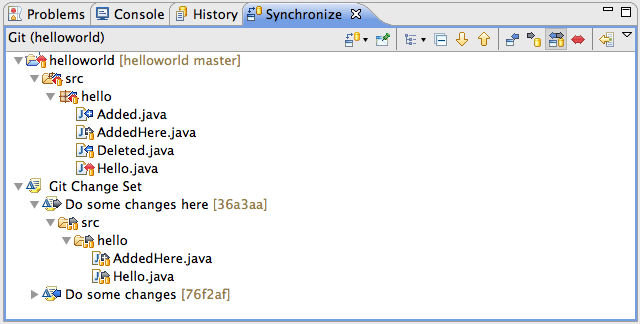 Problems Console History Synchronize
Git (helloworld)
helloworld [helloworld master]
src
hello
Added.java
AddedHere.java
Deleted.java
Hello.java
Git Change Set
Do some changes here [36a3aa]
src
hello
AddedHere.java
Hello.java
Do some changes [76f2af]